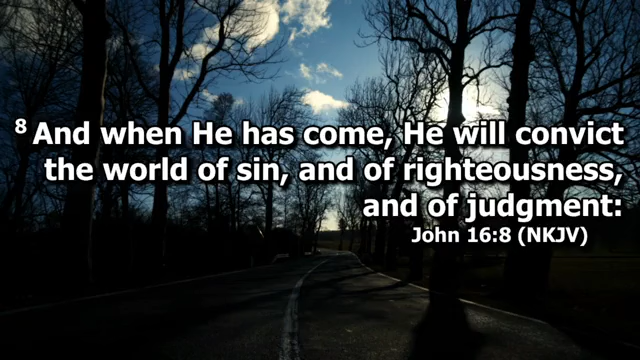 8 And when He has come, He will convict
the world of sin, and of righteousness,
and of judgment:
John 16:8 (NKJV)